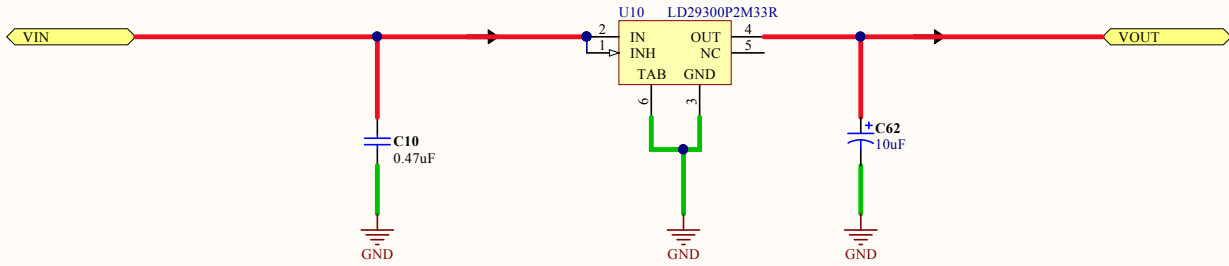 U10 LD29300P2M33R
VIN
2 IN OUT 4
1 INH NC 5
VOUT
TAB GND
6 3
C10
0.47uF
+ C62
10uF
GND
GND
GND